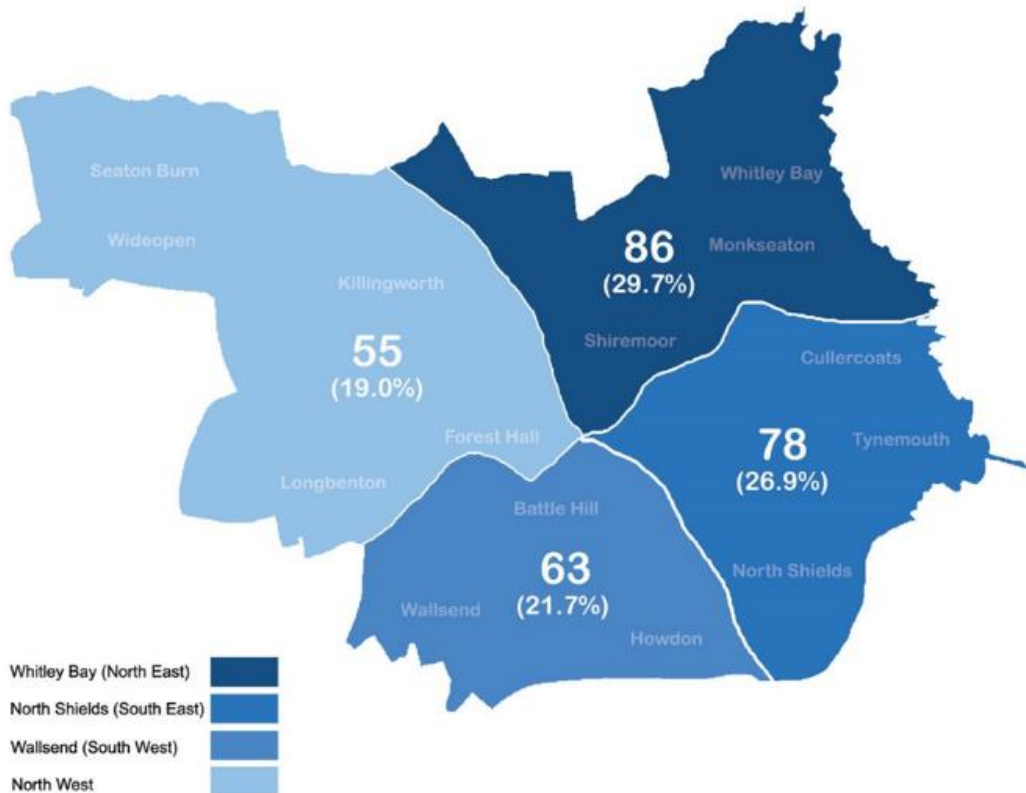 Seaton Burn
Whitley Bay
Wideopen
86
(29.7%)
Monkseaton
Killingworth
Shiremoor
55
(19.0%)
Cullercoats
Forest Hall
78
(26.9%)
Tynemouth
Longbenton
Battle Hill
63
(21.7%)
North Shields
Wallsend
Howdon
Whitley Bay (North East)
North Shields (South East)
Wallsend (South West)
North West